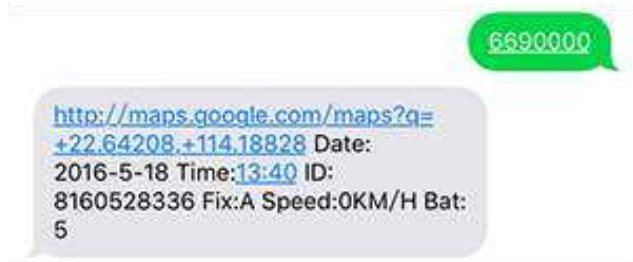 6690000
http://maps.google.com/maps?q=
+22.64208,+114.18828 Date:
2016-5-18 Time:13:40 ID:
8160528336 Fix:A Speed:0KM/H Bat:
5